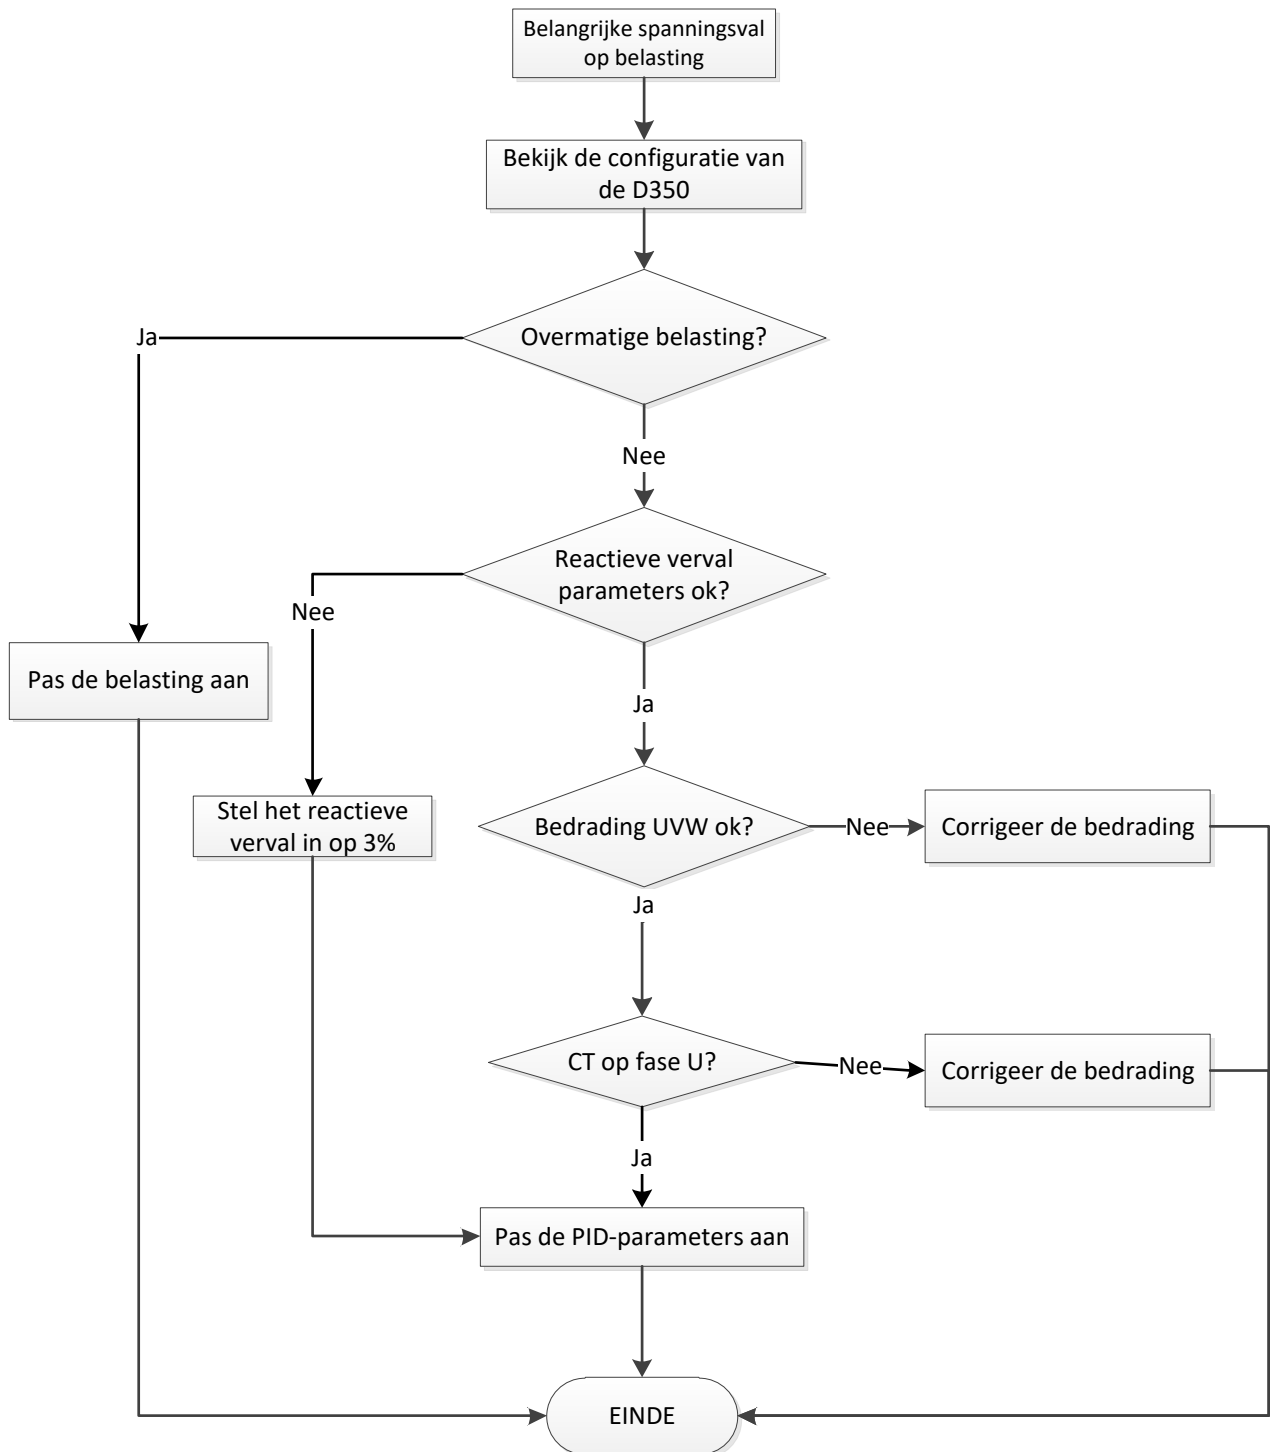 Belangrijke spanningsval
op belasting
Bekijk de configuratie van
de D350
Overmatige belasting?
Ja
Nee
Reactieve verval
parameters ok?
Nee
Pas de belasting aan
Ja
Stel het reactieve
verval in op 3%
Bedrading UVW ok?
Nee
Corrigeer de bedrading
Ja
CT op fase U?
Nee
Corrigeer de bedrading
Ja
Pas de PID-parameters aan
EINDE